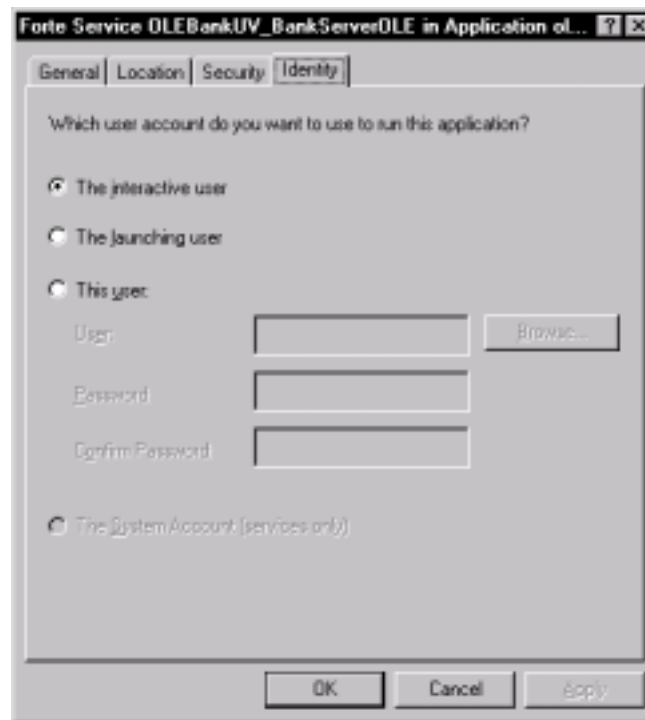 Forte Service OLEBankUV_BankServerOLE in Application ol...
General Location Security Identity
Which user account do you want to use to run this application?
The interactive user
The launching user
This user:
User:
Browse...
Password:
Confirm Password:
The System Account (services only)
OK Cancel Apply